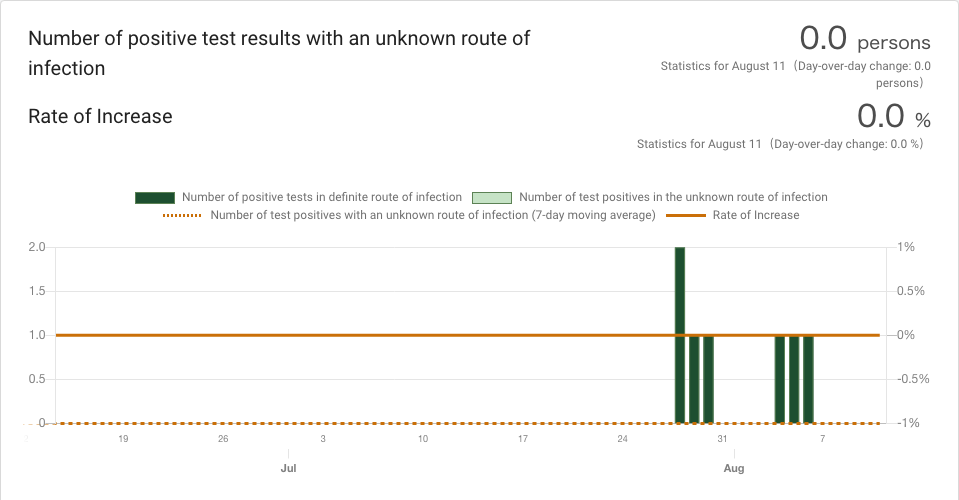 Number of positive test results with an unknown route of
infection
0.0 persons
Statistics for August 11（Day-over-day change: 0.0
persons）
Rate of Increase
0.0 %
Statistics for August 11（Day-over-day change: 0.0 %）
Number of positive tests in definite route of infection Number of test positives in the unknown route of infection
Number of test positives with an unknown route of infection (7-day moving average) Rate of Increase
2.0 1%
1.5 0.5%
1.0 0%
0.5 -0.5%
0 -1%
19 26 3 10 17 24 31 7
Jul Aug